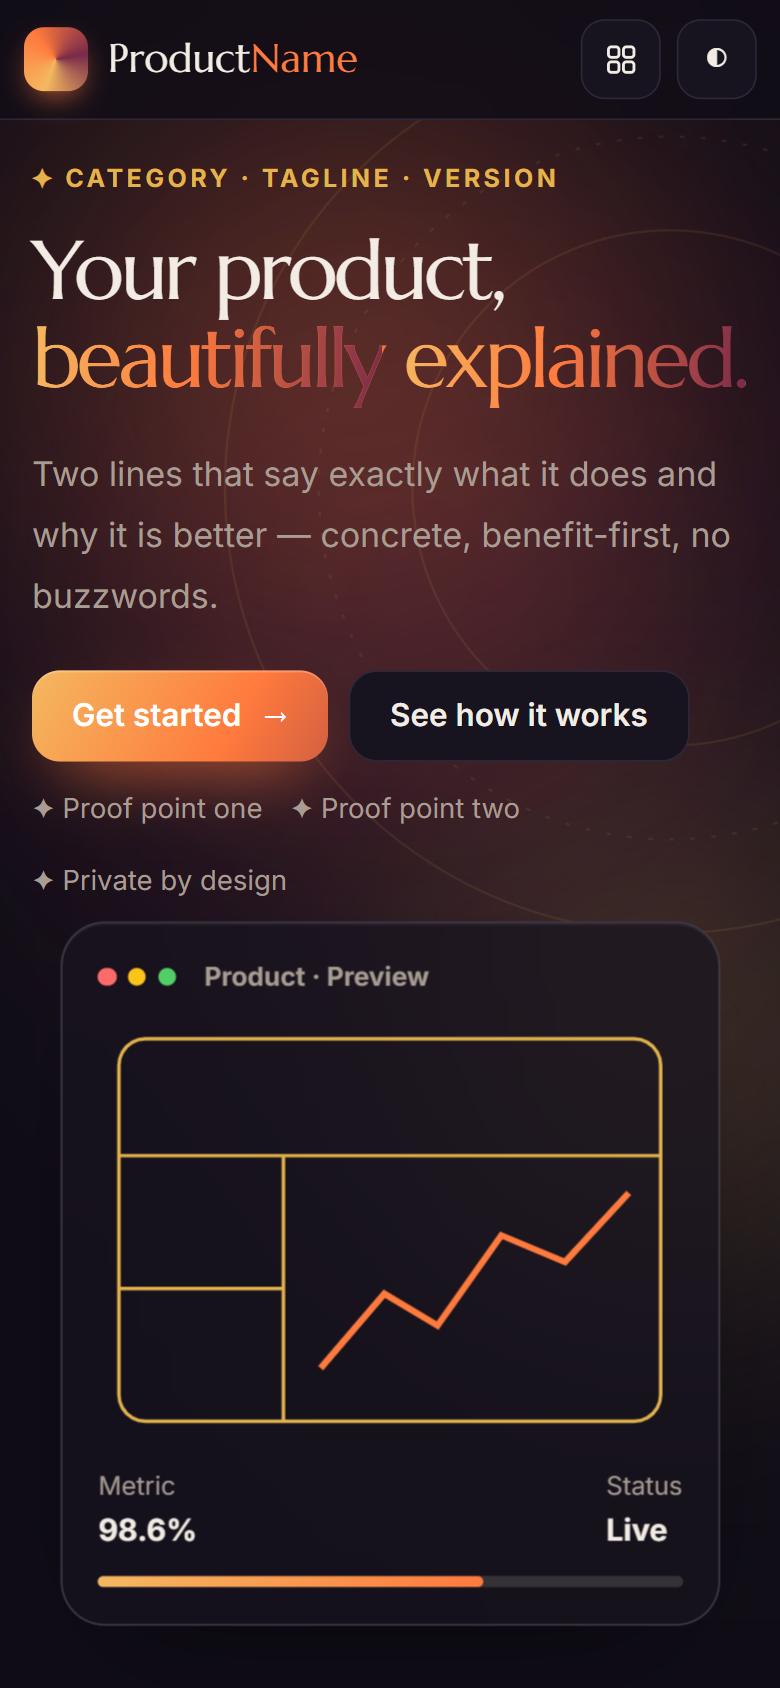 ProductName
✦ CATEGORY · TAGLINE · VERSION
Your product,
beautifully explained.
Two lines that say exactly what it does and
why it is better — concrete, benefit-first, no
buzzwords.
Get started → See how it works
✦ Proof point one ✦ Proof point two
✦ Private by design
Product · Preview
Metric Status
98.6% Live